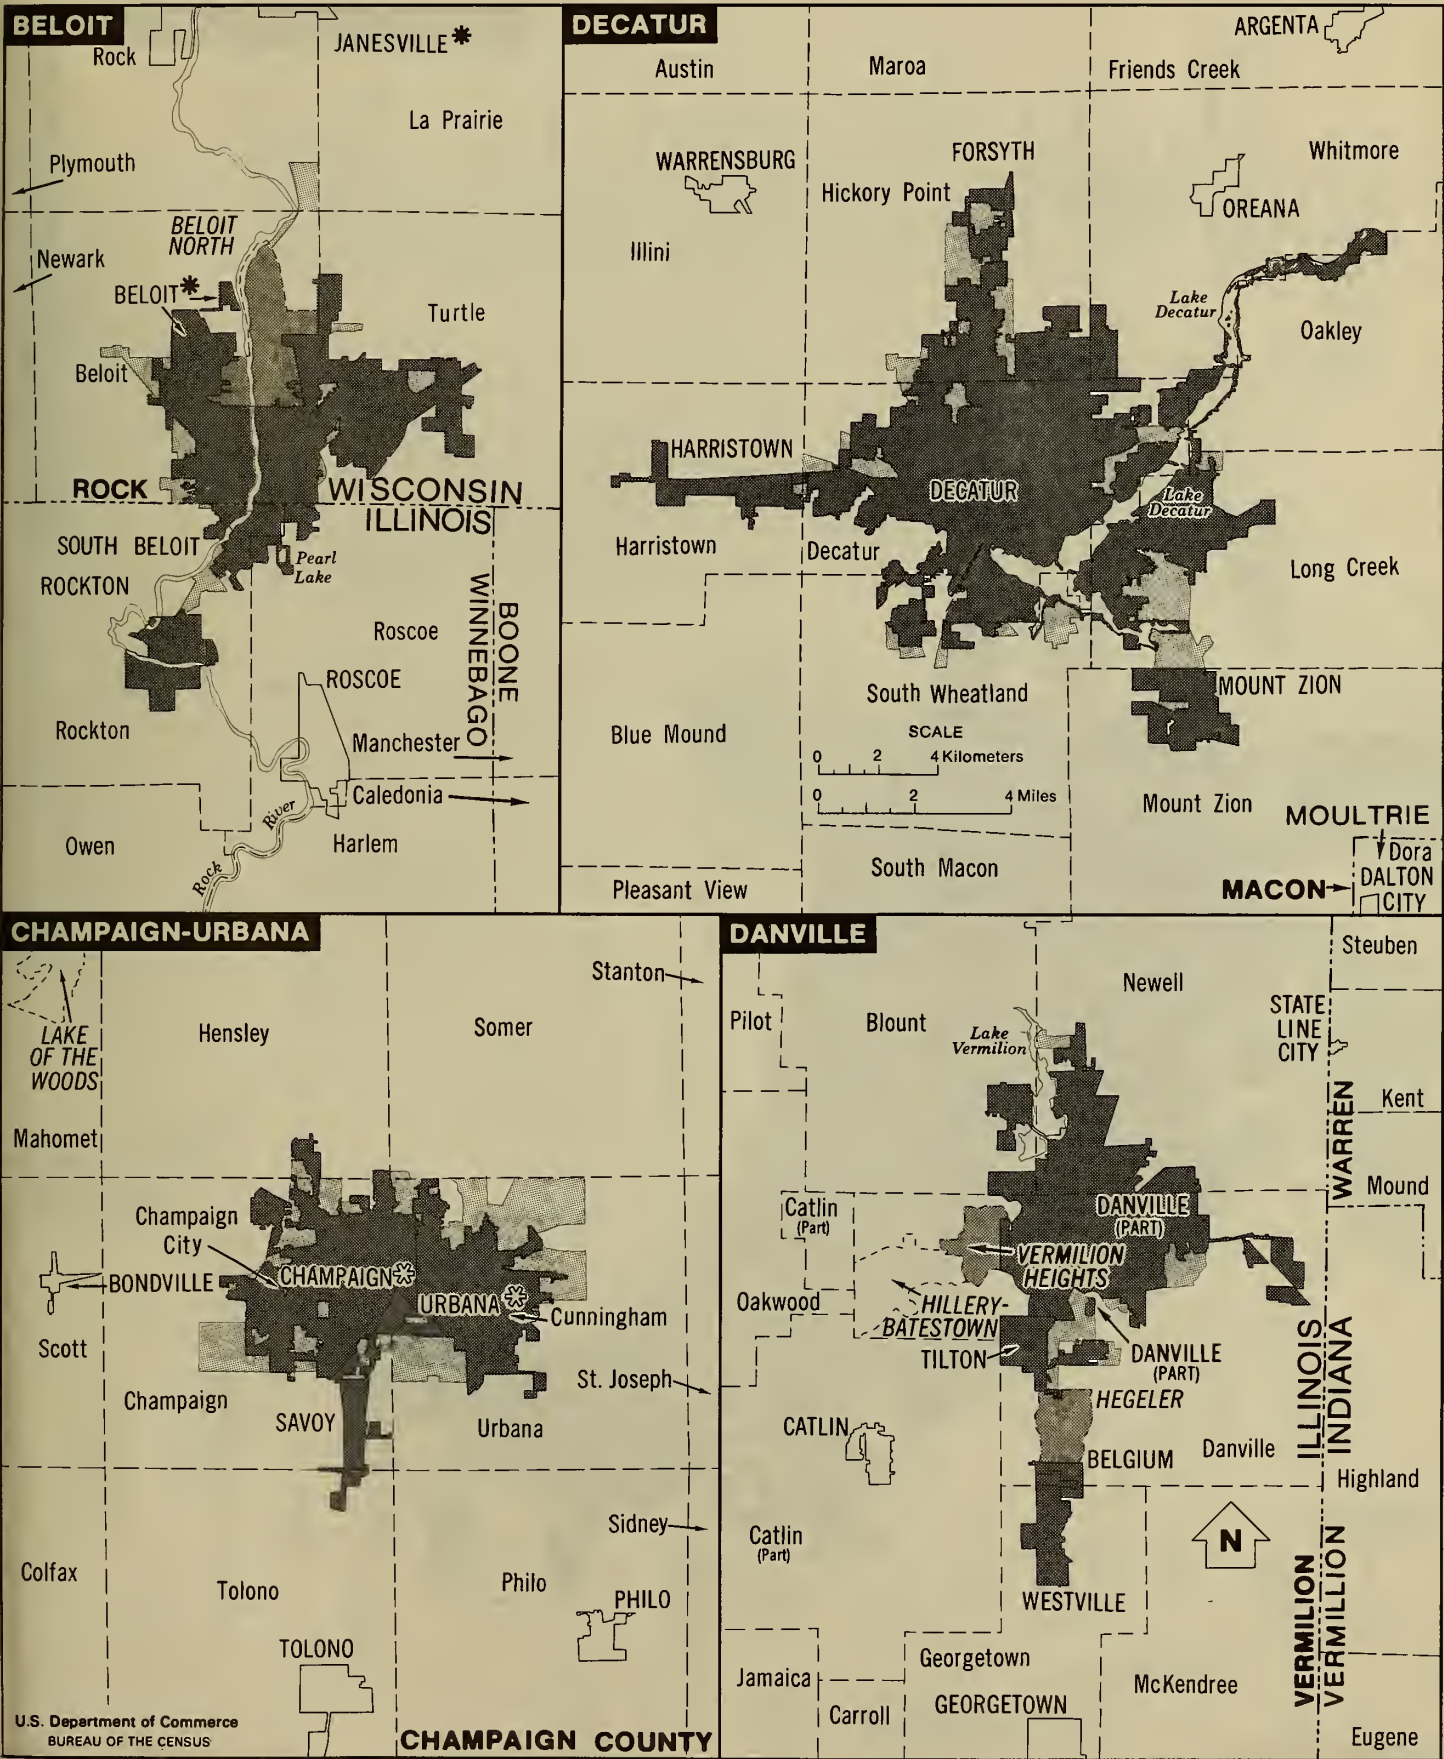 BELOIT
Rock
JANESVILLE*
La Prairie
Plymouth
BELOIT
NORTH
Newark
BELOIT*
Turtle
Beloit
ROCK
WISCONSIN
ILLINOIS
SOUTH BELOIT
Pearl
Lake
ROCKTON
WINNEBAGO
BOONE
Roscoe
ROSCOE
Rockton
Manchester
Caledonia
Rock River
Owen
Harlem
DECATUR
ARGENTA
Austin
Maroa
Friends Creek
WARRENSBURG
FORSYTH
Whitmore
Hickory Point
OREANA
Illini
Lake
Decatur
Oakley
HARRISTOWN
DECATUR
Lake
Decatur
Harristown
Decatur
Long Creek
South Wheatland
MOUNT ZION
Blue Mound
SCALE
0 2 4 Kilometers
0 2 4 Miles
Mount Zion
MOULTRIE
South Macon
Dora
DALTON
CITY
MACON
Pleasant View
CHAMPAIGN-URBANA
Stanton
LAKE
OF THE
WOODS
Hensley
Somer
Mahomet
Champaign
City
BONDVILLE
CHAMPAIGN*
URBANA*
Cunningham
Scott
St. Joseph
Champaign
SAVOY
Urbana
Sidney
Colfax
Tolono
Philo
PHILO
TOLONO
U.S. Department of Commerce
BUREAU OF THE CENSUS
CHAMPAIGN COUNTY
DANVILLE
Steuben
Newell
Pilot
Blount
Lake
Vermilion
STATE
LINE
CITY
WARREN
Kent
Mound
Catlin
(Part)
DANVILLE
(PART)
VERMILION
HEIGHTS
Oakwood
HILLERY-
BATESTOWN
TILTON
DANVILLE
(PART)
ILLINOIS
INDIANA
HEGELER
CATLIN
BELGIUM
Danville
Highland
N
Catlin
(Part)
WESTVILLE
VERMILION
VERMILLION
Georgetown
Jamaica
McKendree
Carroll
GEORGETOWN
Eugene